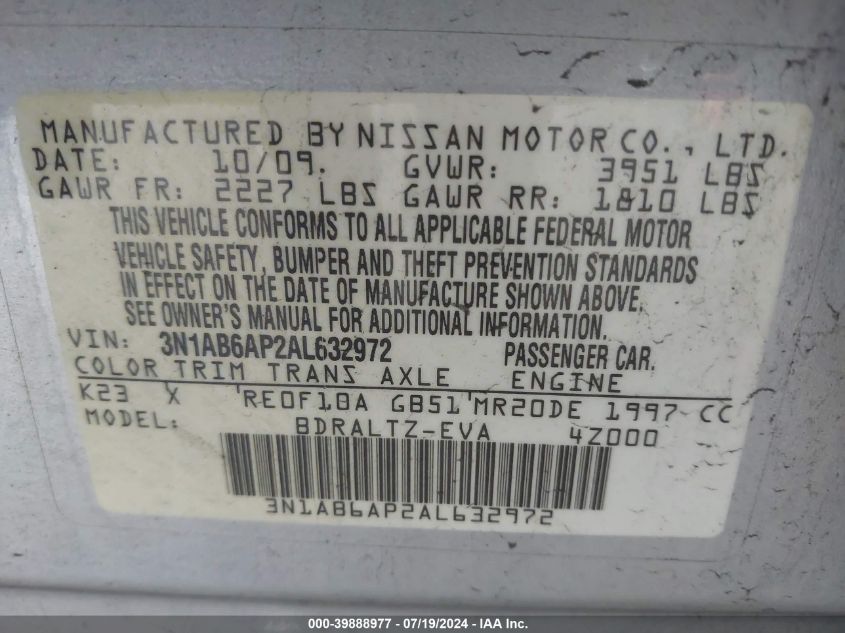 MANUFACTURED BY NISSAN MOTOR CO., LTD.
DATE: 10/09. GVWR: 3951 LBS
GAWR FR: 2227 LBS GAWR RR: 1810 LBS
THIS VEHICLE CONFORMS TO ALL APPLICABLE FEDERAL MOTOR
VEHICLE SAFETY, BUMPER AND THEFT PREVENTION STANDARDS
IN EFFECT ON THE DATE OF MANUFACTURE SHOWN ABOVE.
SEE OWNER'S MANUAL FOR ADDITIONAL INFORMATION.
VIN: 3N1AB6AP2AL632972 PASSENGER CAR.
COLOR TRIM TRANS AXLE ENGINE
K23 X RE0F10A GB51 MR20DE 1997 CC
MODEL: BDRALTZ-EVA 4Z000
3N1AB6AP2AL632972
000-39888977 - 07/19/2024 - IAA Inc.